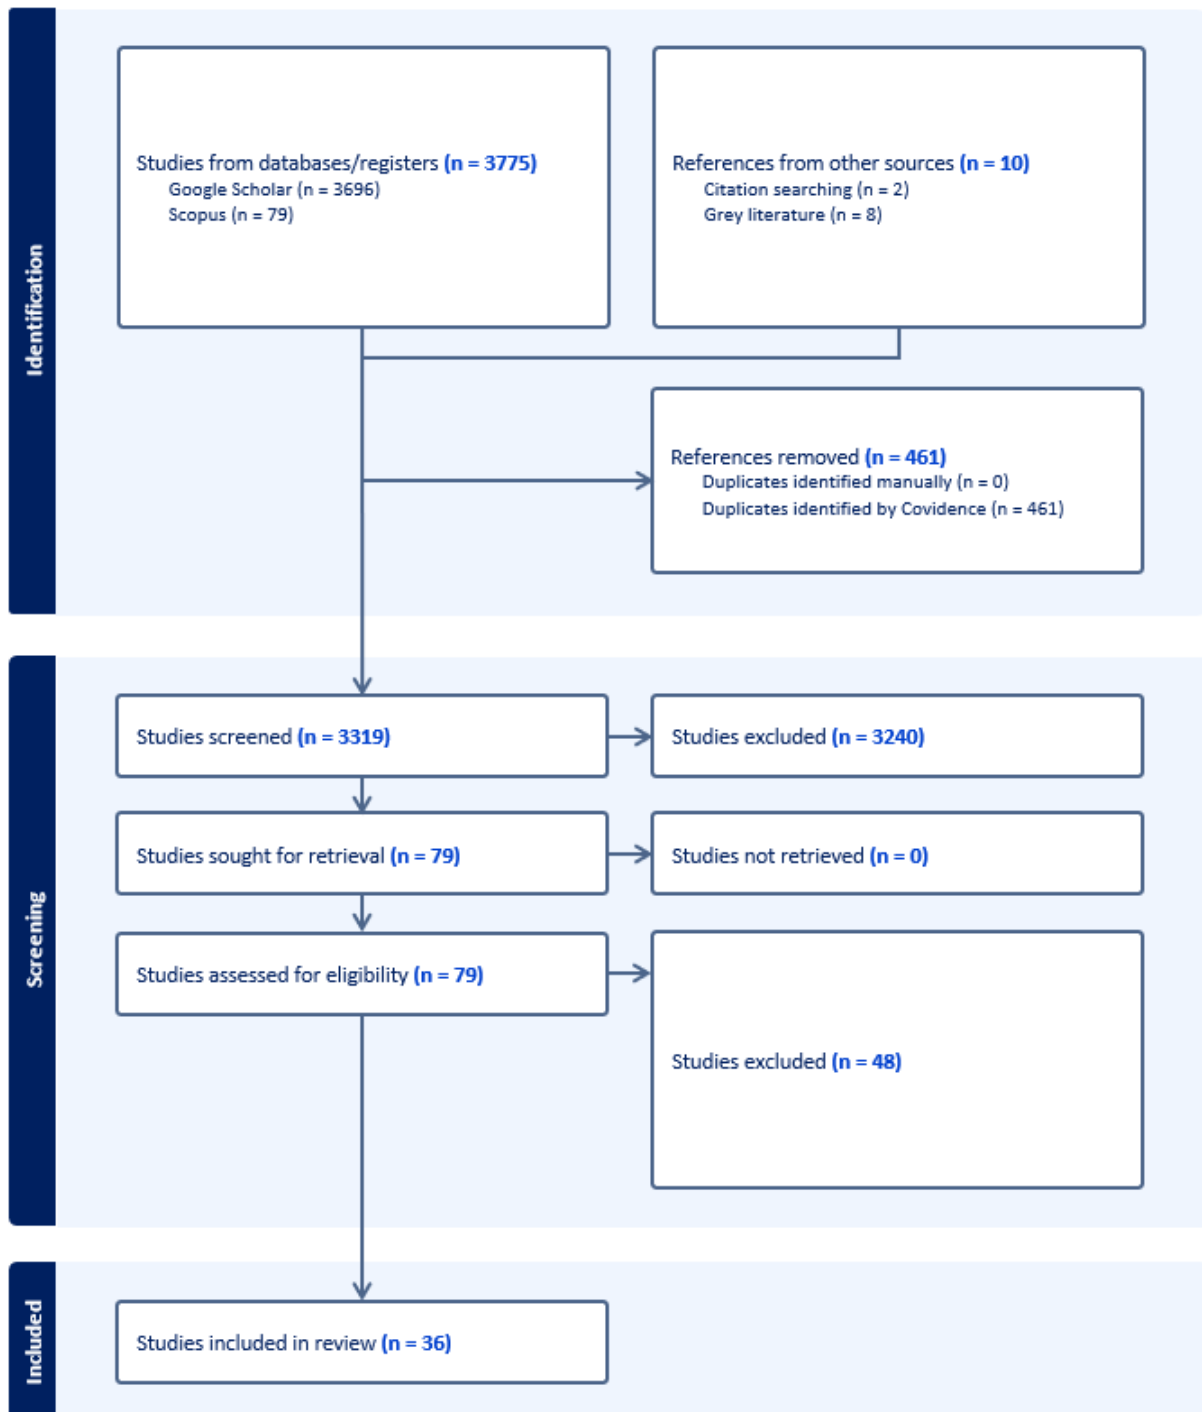 Identification
Studies from databases/registers (n = 3775)
Google Scholar (n = 3696)
Scopus (n = 79)
References from other sources (n = 10)
Citation searching (n = 2)
Grey literature (n = 8)
References removed (n = 461)
Duplicates identified manually (n = 0)
Duplicates identified by Covidence (n = 461)
Screening
Studies screened (n = 3319)
Studies excluded (n = 3240)
Studies sought for retrieval (n = 79)
Studies not retrieved (n = 0)
Studies assessed for eligibility (n = 79)
Studies excluded (n = 48)
Included
Studies included in review (n = 36)